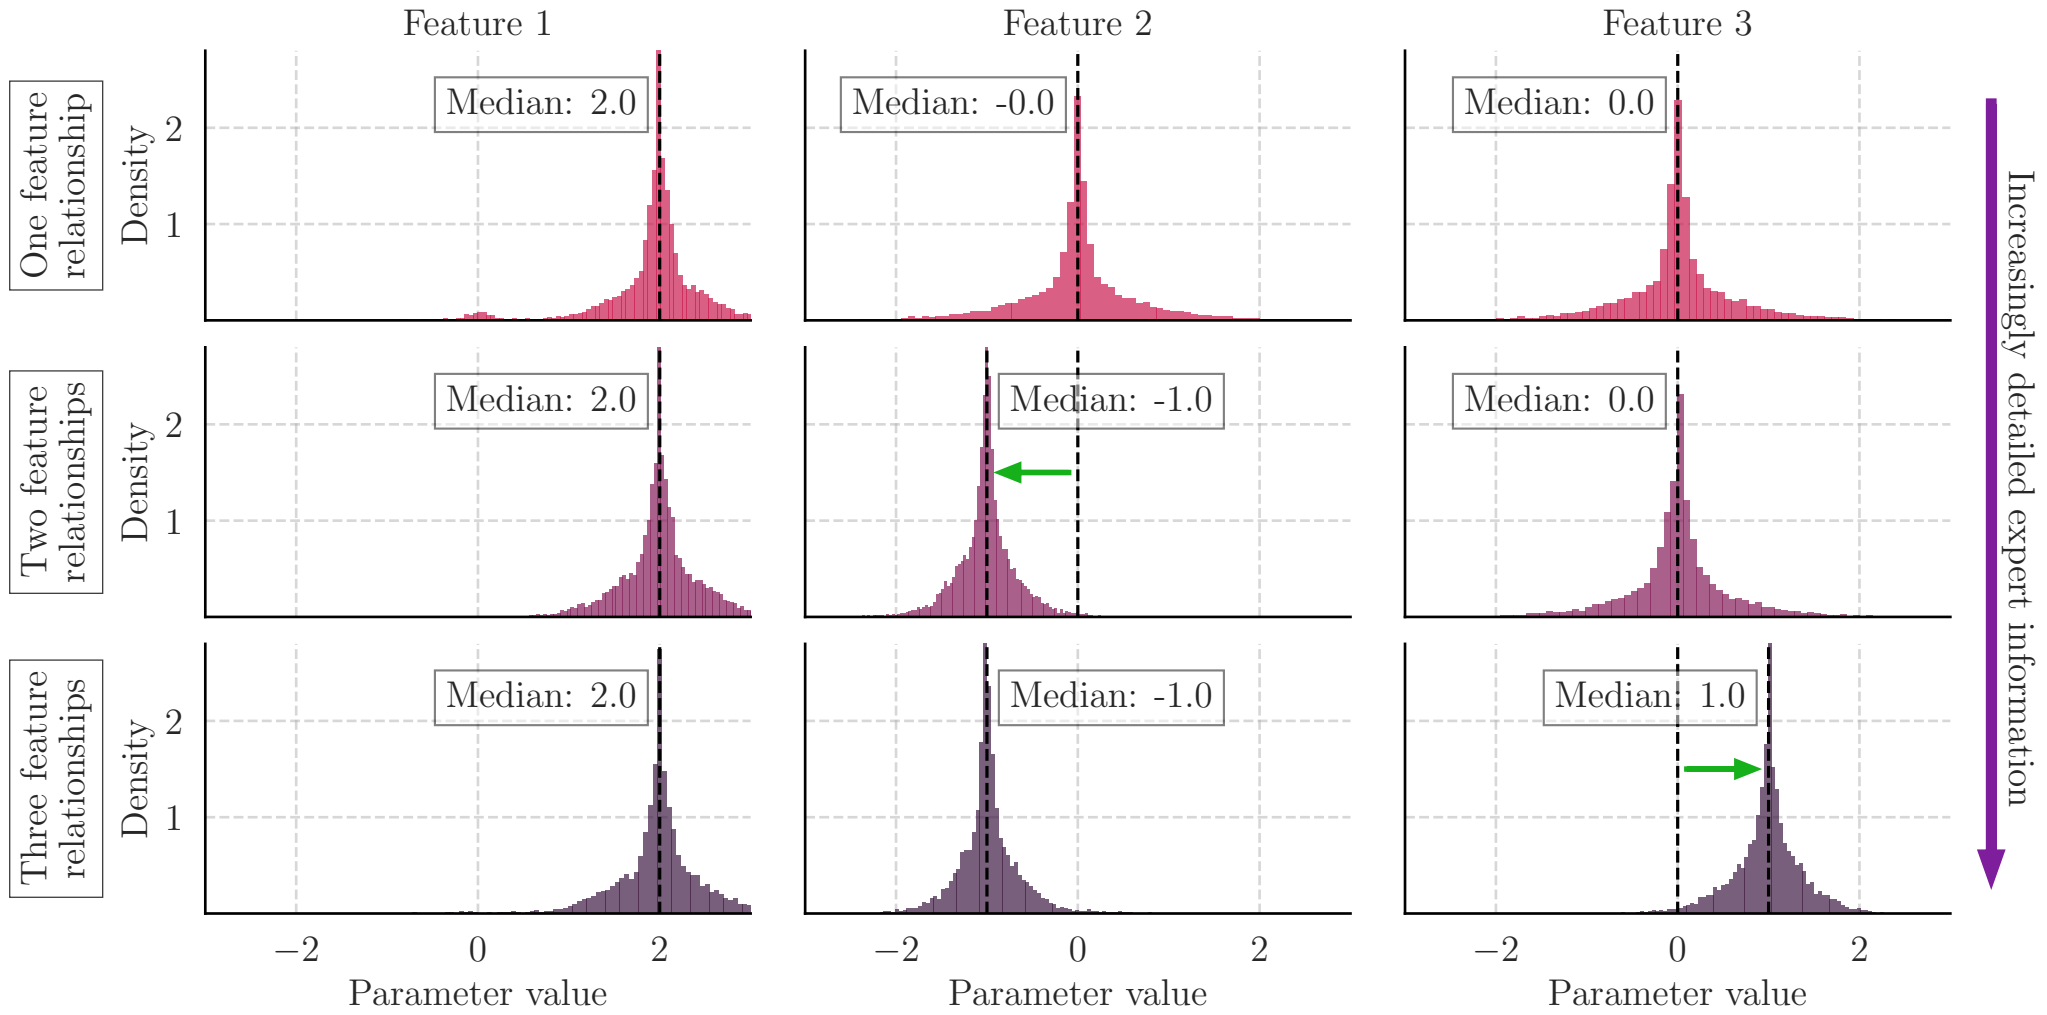 Feature 1
Feature 2
Feature 3
One feature
relationship
Density
2
1
Median: 2.0
Median: -0.0
Median: 0.0
Two feature
relationships
Density
2
1
Median: 2.0
Median: -1.0
Median: 0.0
Three feature
relationships
Density
2
1
Median: 2.0
Median: -1.0
Median: 1.0
−2 0 2
−2 0 2
−2 0 2
Parameter value
Parameter value
Parameter value
Increasingly detailed expert information